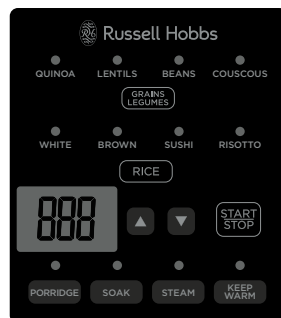 Russell Hobbs
QUINOA LENTILS BEANS COUSCOUS
GRAINS
LEGUMES
WHITE BROWN SUSHI RISOTTO
RICE
888
START
STOP
PORRIDGE SOAK STEAM KEEP
WARM